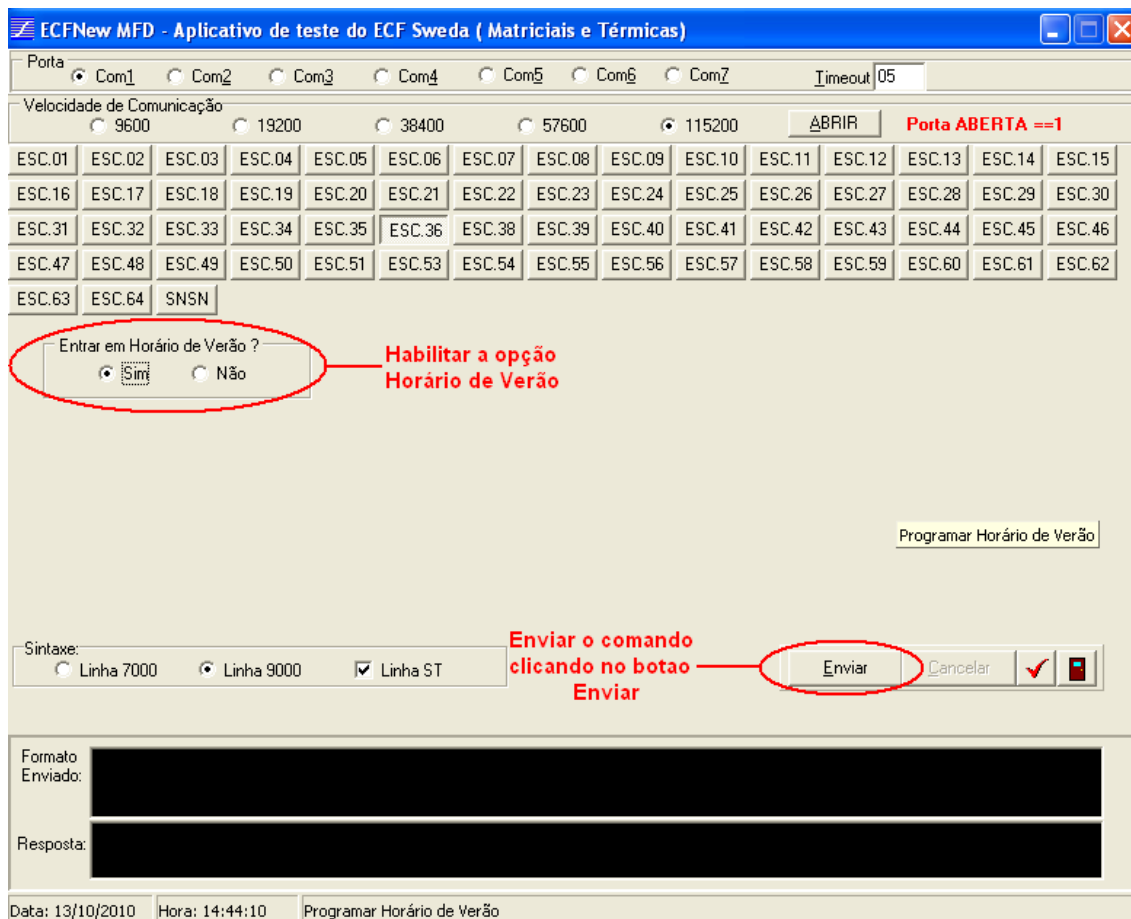 ECFNew MFD - Aplicativo de teste do ECF Sweda ( Matriciais e Térmicas)
Porta
Com1 Com2 Com3 Com4 Com5 Com6 Com7 Timeout 05
Velocidade de Comunicação
9600 19200 38400 57600 115200 ABRIR Porta ABERTA ==1
ESC.01 ESC.02 ESC.03 ESC.04 ESC.05 ESC.06 ESC.07 ESC.08 ESC.09 ESC.10 ESC.11 ESC.12 ESC.13 ESC.14 ESC.15
ESC.16 ESC.17 ESC.18 ESC.19 ESC.20 ESC.21 ESC.22 ESC.23 ESC.24 ESC.25 ESC.26 ESC.27 ESC.28 ESC.29 ESC.30
ESC.31 ESC.32 ESC.33 ESC.34 ESC.35 ESC.36 ESC.38 ESC.39 ESC.40 ESC.41 ESC.42 ESC.43 ESC.44 ESC.45 ESC.46
ESC.47 ESC.48 ESC.49 ESC.50 ESC.51 ESC.53 ESC.54 ESC.55 ESC.56 ESC.57 ESC.58 ESC.59 ESC.60 ESC.61 ESC.62
ESC.63 ESC.64 SNSN
Entrar em Horário de Verão ?
Sim Não
Habilitar a opção
Horário de Verão
Programar Horário de Verão
Sintaxe:
Linha 7000 Linha 9000 Linha ST
Enviar o comando
clicando no botao
Enviar
Enviar Cancelar
Formato
Enviado:
Resposta:
Data: 13/10/2010 Hora: 14:44:10 Programar Horário de Verão